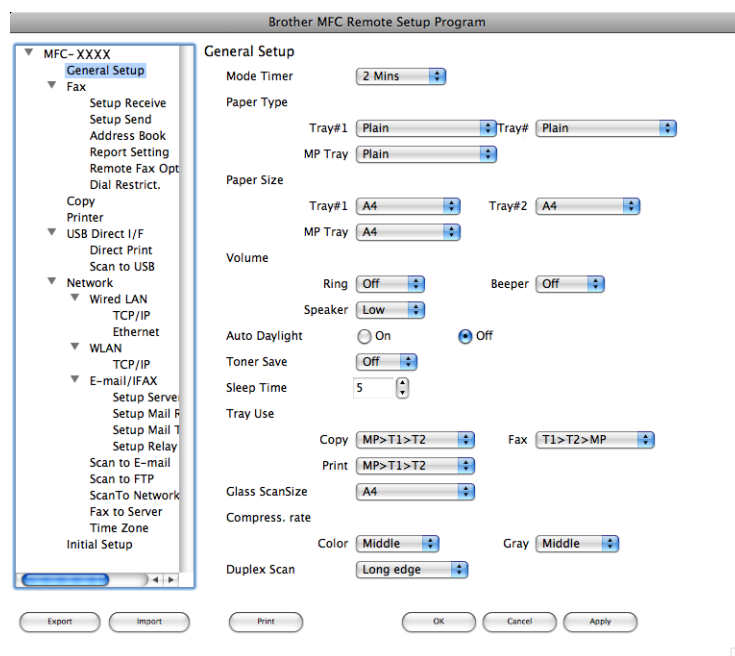 Brother MFC Remote Setup Program
MFC-XXXX
General Setup
Fax
Setup Receive
Setup Send
Address Book
Report Setting
Remote Fax Opt
Dial Restrict.
Copy
Printer
USB Direct I/F
Direct Print
Scan to USB
Network
Wired LAN
TCP/IP
Ethernet
WLAN
TCP/IP
E-mail/IFAX
Setup Server
Setup Mail R
Setup Mail T
Setup Relay
Scan to E-mail
Scan to FTP
ScanTo Network
Fax to Server
Time Zone
Initial Setup
General Setup
Mode Timer 2 Mins
Paper Type
Tray#1 Plain Tray# Plain
MP Tray Plain
Paper Size
Tray#1 A4 Tray#2 A4
MP Tray A4
Volume
Ring Off Beeper Off
Speaker Low
Auto Daylight On Off
Toner Save Off
Sleep Time 5
Tray Use
Copy MP>T1>T2 Fax T1>T2>MP
Print MP>T1>T2
Glass ScanSize A4
Compress. rate
Color Middle Gray Middle
Duplex Scan Long edge
Export Import Print OK Cancel Apply